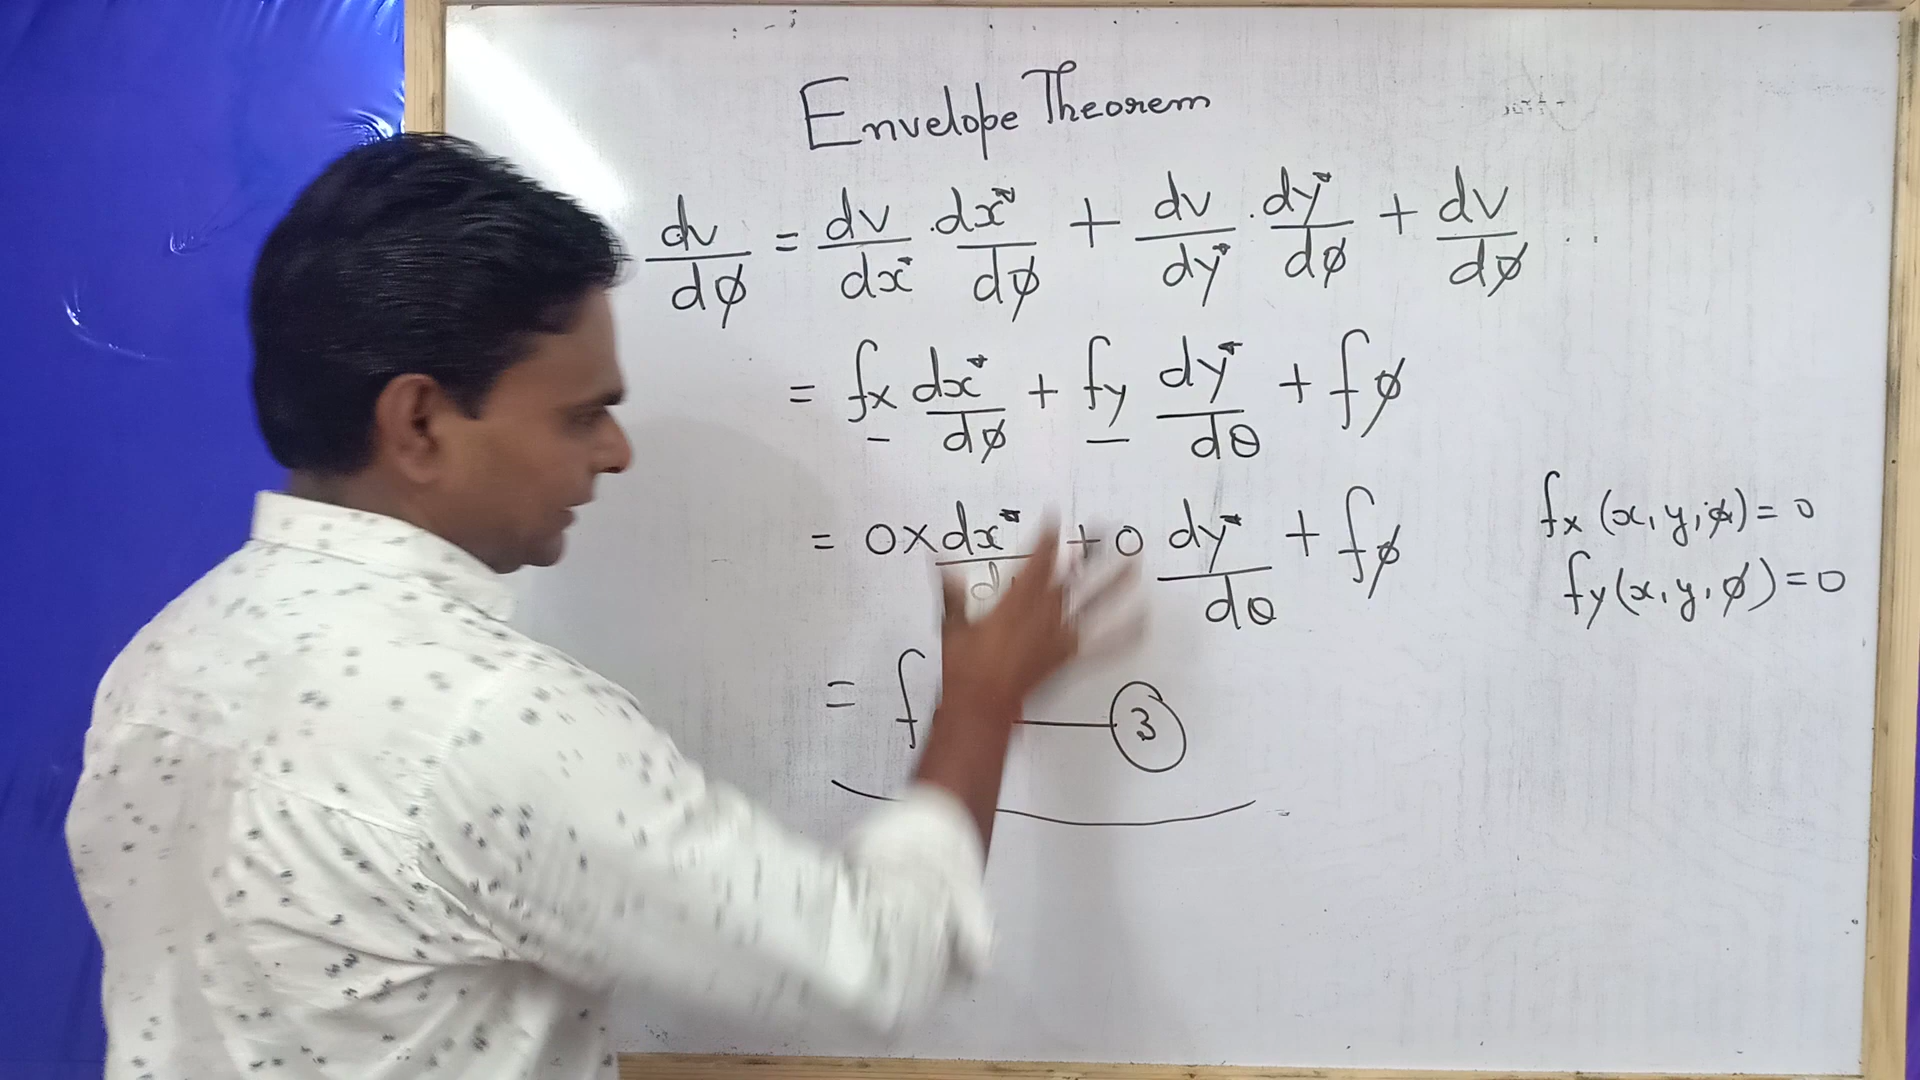 Envelope Theorem
dv/dϕ = dv/dx* . dx*/dϕ + dv/dy* . dy*/dϕ + dv/dϕ ..
= fx dx*/dϕ + fy dy*/dθ + fϕ
= 0 x dx*/d + 0 dy*/dθ + fϕ
fx (x, y, ϕ) = 0
fy (x, y, ϕ) = 0
= f — 3